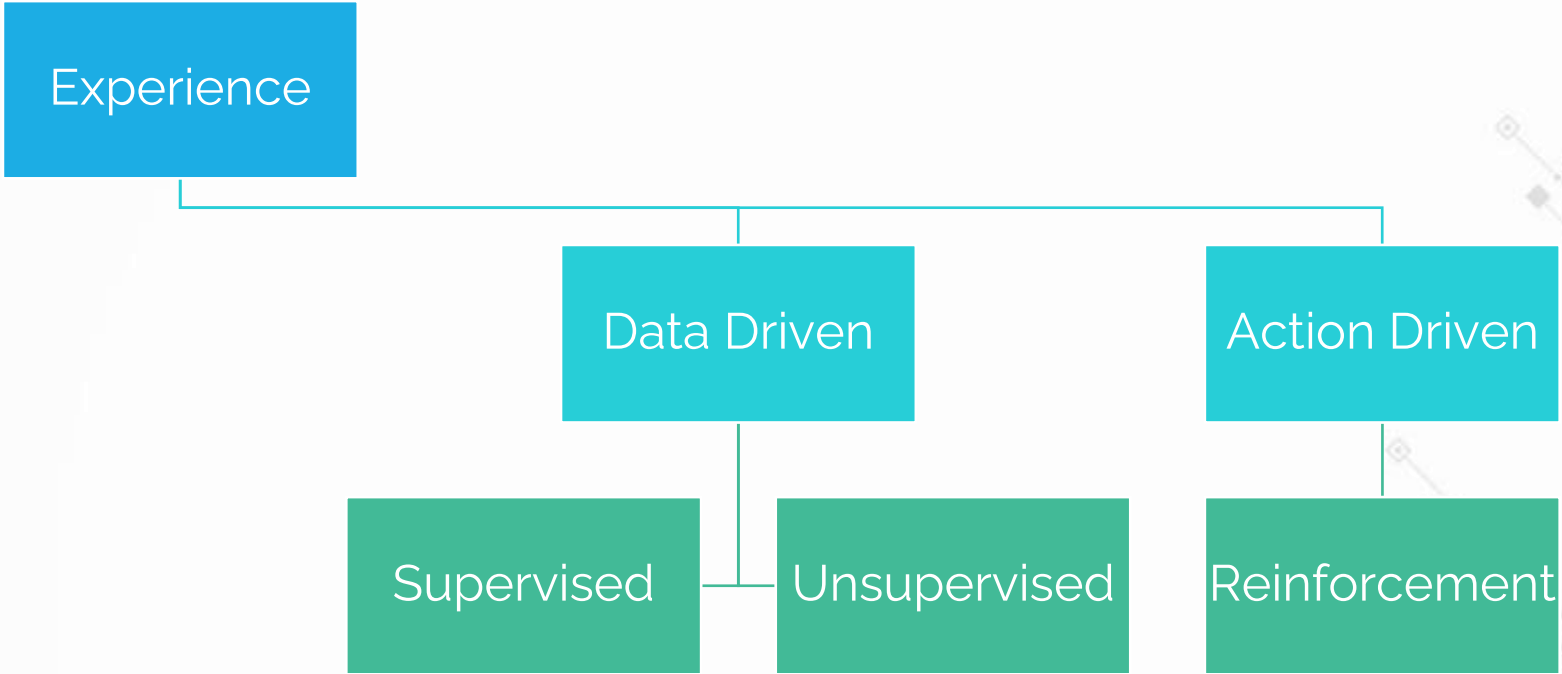 Experience
Data Driven
Action Driven
Supervised
Unsupervised
Reinforcement